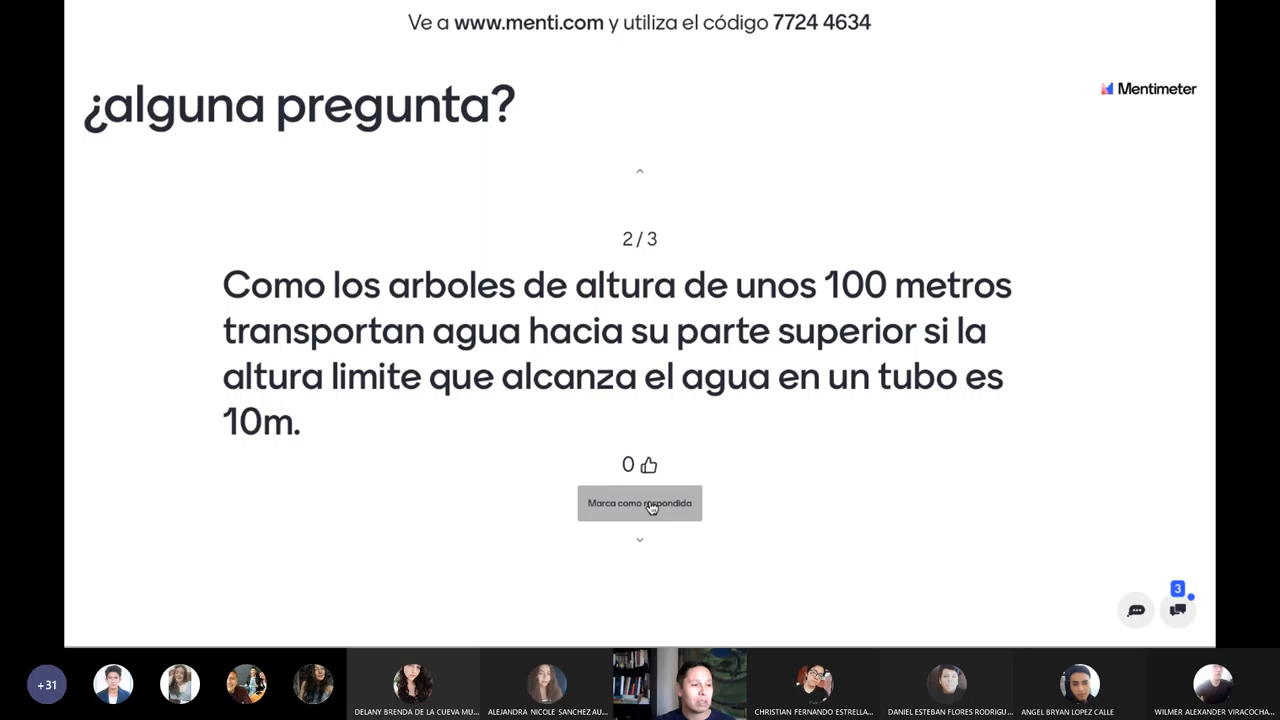 Ve a www.menti.com y utiliza el código 7724 4634
¿alguna pregunta?
Mentimeter
2 / 3
Como los arboles de altura de unos 100 metros
transportan agua hacia su parte superior si la
altura limite que alcanza el agua en un tubo es
10m.
0
Marca como respondida
3
+31
DELANY BRENDA DE LA CUEVA MU...
ALEJANDRA NICOLE SANCHEZ AU...
CHRISTIAN FERNANDO ESTRELLA...
DANIEL ESTEBAN FLORES RODRIGU...
ANGEL BRYAN LOPEZ CALLE
WILMER ALEXANDER VIRACOCHA...